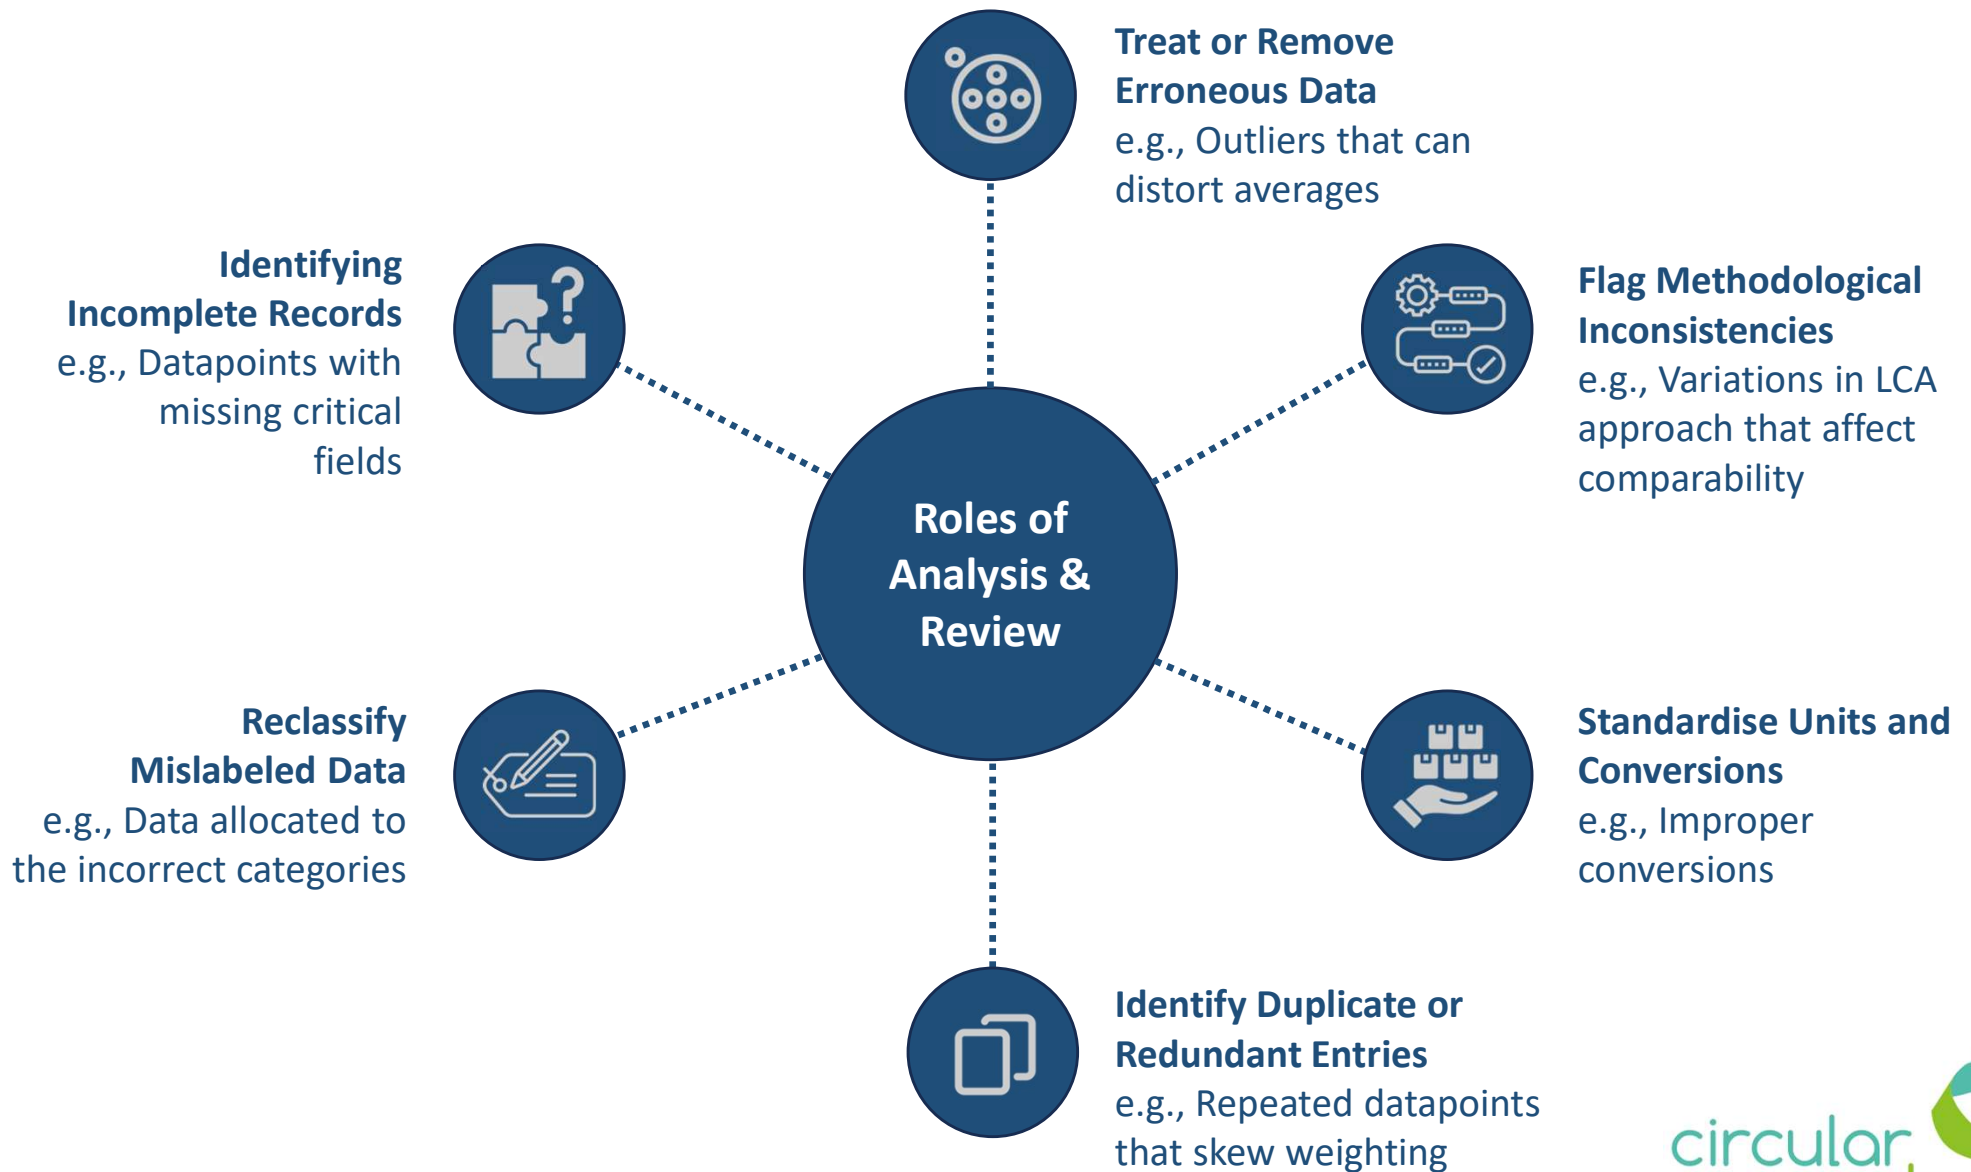 Treat or Remove
Erroneous Data
e.g., Outliers that can
distort averages
Identifying
Incomplete Records
e.g., Datapoints with
missing critical
fields
Flag Methodological
Inconsistencies
e.g., Variations in LCA
approach that affect
comparability
Roles of
Analysis &
Review
Reclassify
Mislabeled Data
e.g., Data allocated to
the incorrect categories
Standardise Units and
Conversions
e.g., Improper
conversions
Identify Duplicate or
Redundant Entries
e.g., Repeated datapoints
that skew weighting
circular